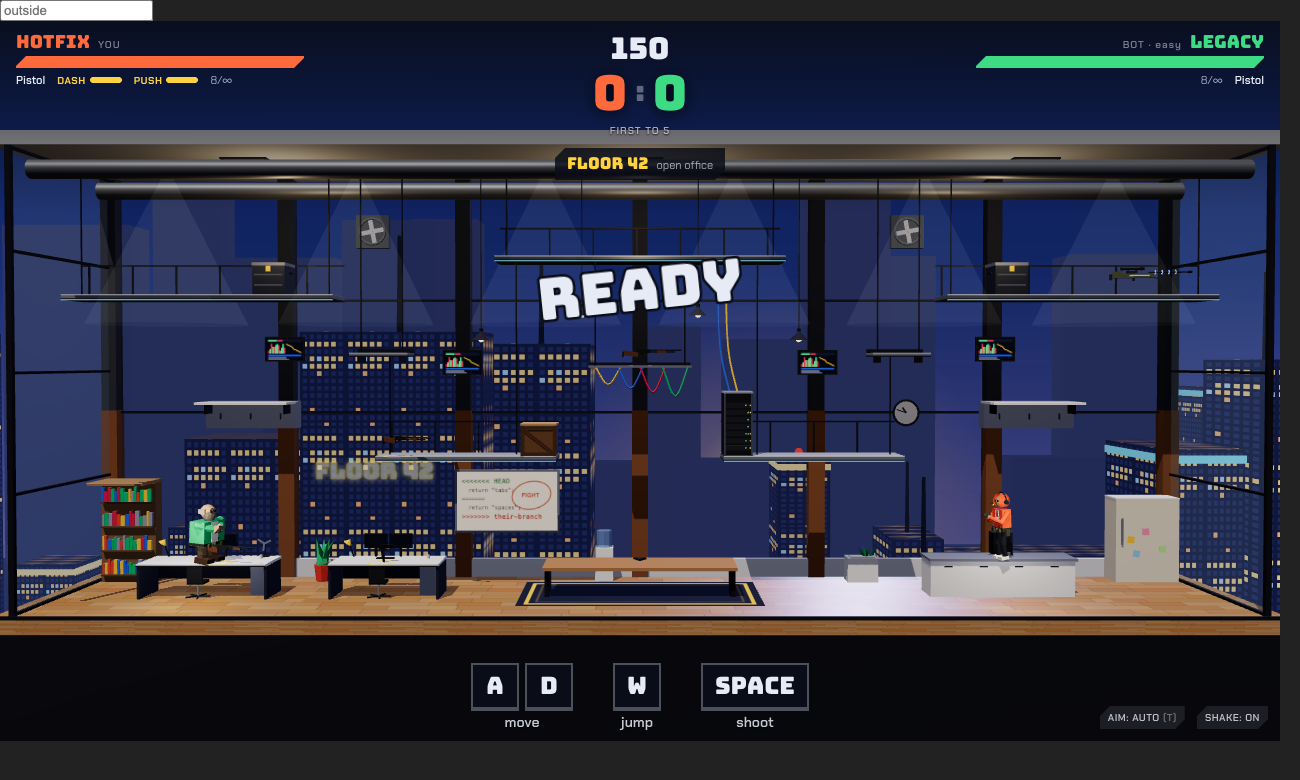 outside
HOTFIX YOU
Pistol DASH PUSH 8/∞
150
0 : 0
FIRST TO 5
BOT · easy LEGACY
8/∞ Pistol
FLOOR 42 open office
READY
FLOOR 42
<<<<<<< HEAD
return "tabs"
=======
return "spaces"
>>>>>>> their-branch
FIGHT
A D W SPACE
move jump shoot
AIM: AUTO (T) SHAKE: ON